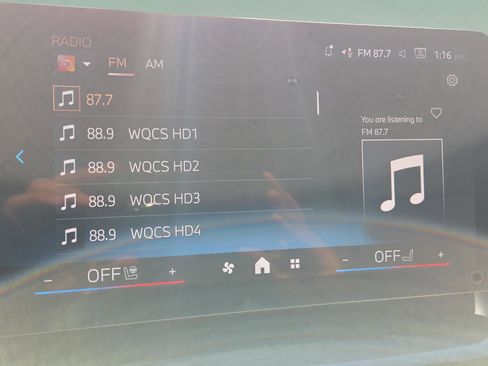 RADIO
FM AM
FM 87.7 1:16 pm
87.7
88.9 WQCS HD1
88.9 WQCS HD2
88.9 WQCS HD3
88.9 WQCS HD4
You are listening to
FM 87.7
- OFF +
- OFF +